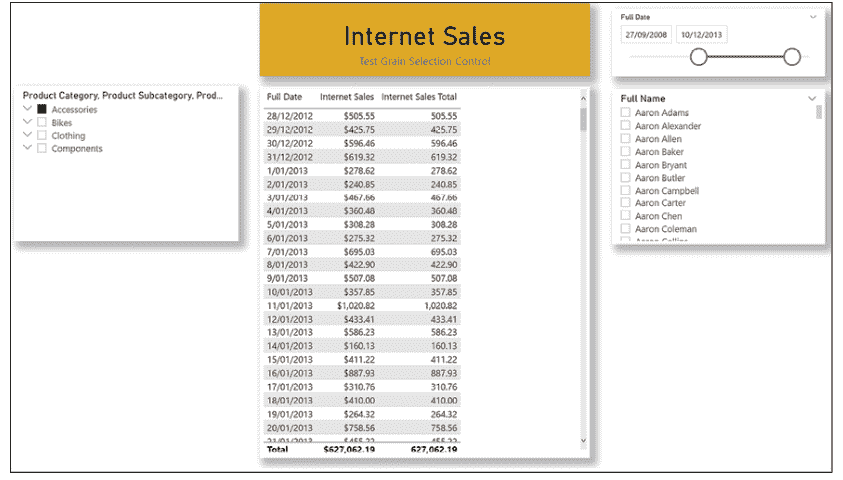 Internet Sales
Test Grain Selection Control
Full Date
27/09/2008 10/12/2013
Product Category, Product Subcategory, Prod...
Accessories
Bikes
Clothing
Components
Full Date Internet Sales Internet Sales Total
28/12/2012 $505.55 505.55
29/12/2012 $425.75 425.75
30/12/2012 $596.46 596.46
31/12/2012 $619.32 619.32
1/01/2013 $278.62 278.62
2/01/2013 $240.85 240.85
3/01/2013 $467.66 467.66
4/01/2013 $360.48 360.48
5/01/2013 $308.28 308.28
6/01/2013 $275.32 275.32
7/01/2013 $695.03 695.03
8/01/2013 $422.90 422.90
9/01/2013 $507.08 507.08
10/01/2013 $357.85 357.85
11/01/2013 $1,020.82 1,020.82
12/01/2013 $433.41 433.41
13/01/2013 $586.23 586.23
14/01/2013 $160.13 160.13
15/01/2013 $411.22 411.22
16/01/2013 $887.93 887.93
17/01/2013 $310.76 310.76
18/01/2013 $410.00 410.00
19/01/2013 $264.32 264.32
20/01/2013 $758.56 758.56
21/01/2013
Total $627,062.19 627,062.19
Full Name
Aaron Adams
Aaron Alexander
Aaron Allen
Aaron Baker
Aaron Bryant
Aaron Butler
Aaron Campbell
Aaron Carter
Aaron Chen
Aaron Coleman
Aaron Collins